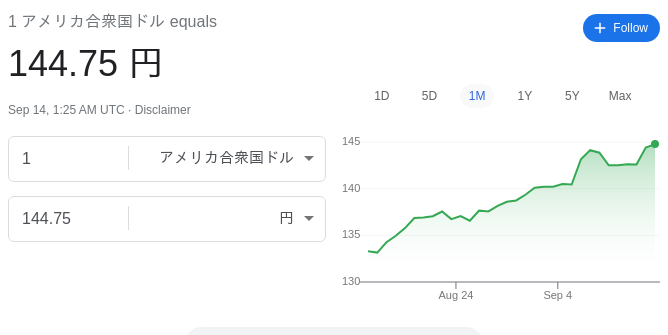 1 アメリカ合衆国ドル equals
144.75 円
Sep 14, 1:25 AM UTC · Disclaimer
1 アメリカ合衆国ドル
144.75 円
+ Follow
1D 5D 1M 1Y 5Y Max
145
140
135
130
Aug 24 Sep 4